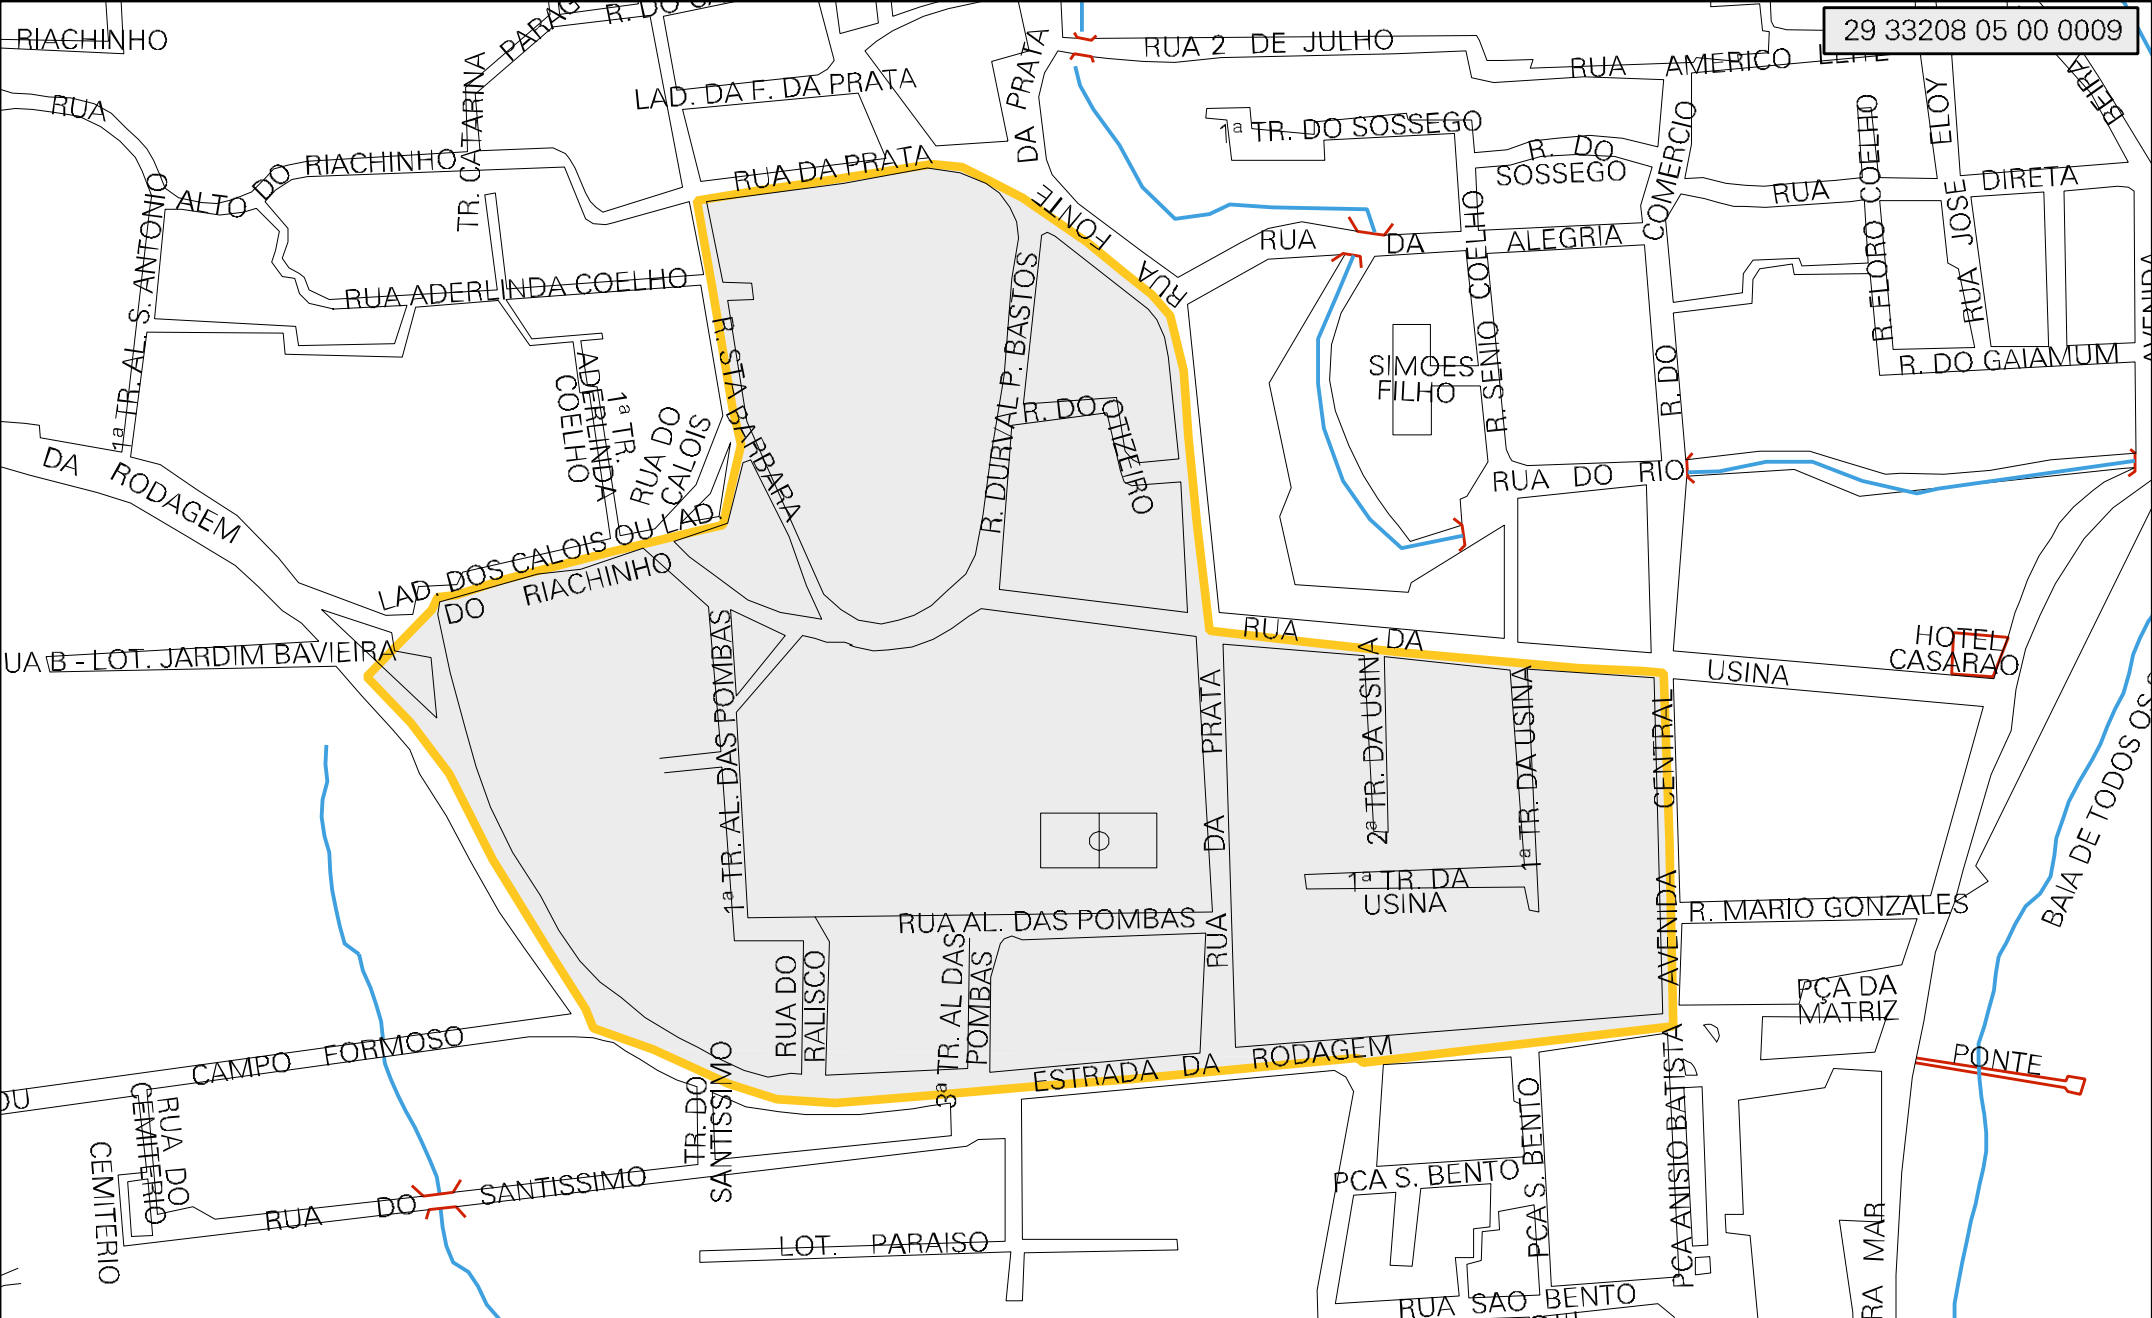 29 33208 05 00 0009
RIACHINHO
RUA 2 DE JULHO
RUA AMERICO
LAD. DA F. DA PRATA
DA PRATA
RUA
TR. CATARINA
1ª TR. DO SOSSEGO
R. DO
SOSSEGO
BEIRA
ALTO DO RIACHINHO
RUA DA PRATA
RUA DIRETA
RUA JOSE ELOY
R. FLORO COELHO
RUA FONTE
RUA DA ALEGRIA
R. DO COMERCIO
1ª TR. AL. S. ANTONIO
RUA ADERLINDA COELHO
R. STA BARBARA
R. DURVAL P. BASTOS
R. SENIO COELHO
SIMOES
FILHO
R. DO GAIAMUM
1ª TR.
ADERLINDA
COELHO
RUA DO
CALOIS
R. DO OTIZEIRO
DA RODAGEM
RUA DO RIO
LAD. DOS CALOIS OU LAD.
DO RIACHINHO
RUA DA USINA
HOTEL
CASARAO
B - LOT. JARDIM BAVIEIRA
1ª TR. AL. DAS POMBAS
RUA DA PRATA
2ª TR. DA USINA
1ª TR. DA USINA
AVENIDA CENTRAL
BAIA DE TODOS OS
1ª TR. DA
USINA
RUA AL. DAS POMBAS
R. MARIO GONZALES
RUA DO
RALISCO
3ª TR. AL DAS
POMBAS
PÇA DA
MATRIZ
CAMPO FORMOSO
ESTRADA DA RODAGEM
PONTE
RUA DO
CEMITERIO
CEMITERIO
TR. DO
SANTISSIMO
RUA DO SANTISSIMO
PCA S. BENTO
PCA S. BENTO
PCA ANISIO BATISTA
LOT. PARAISO
RUA SAO BENTO
MAR